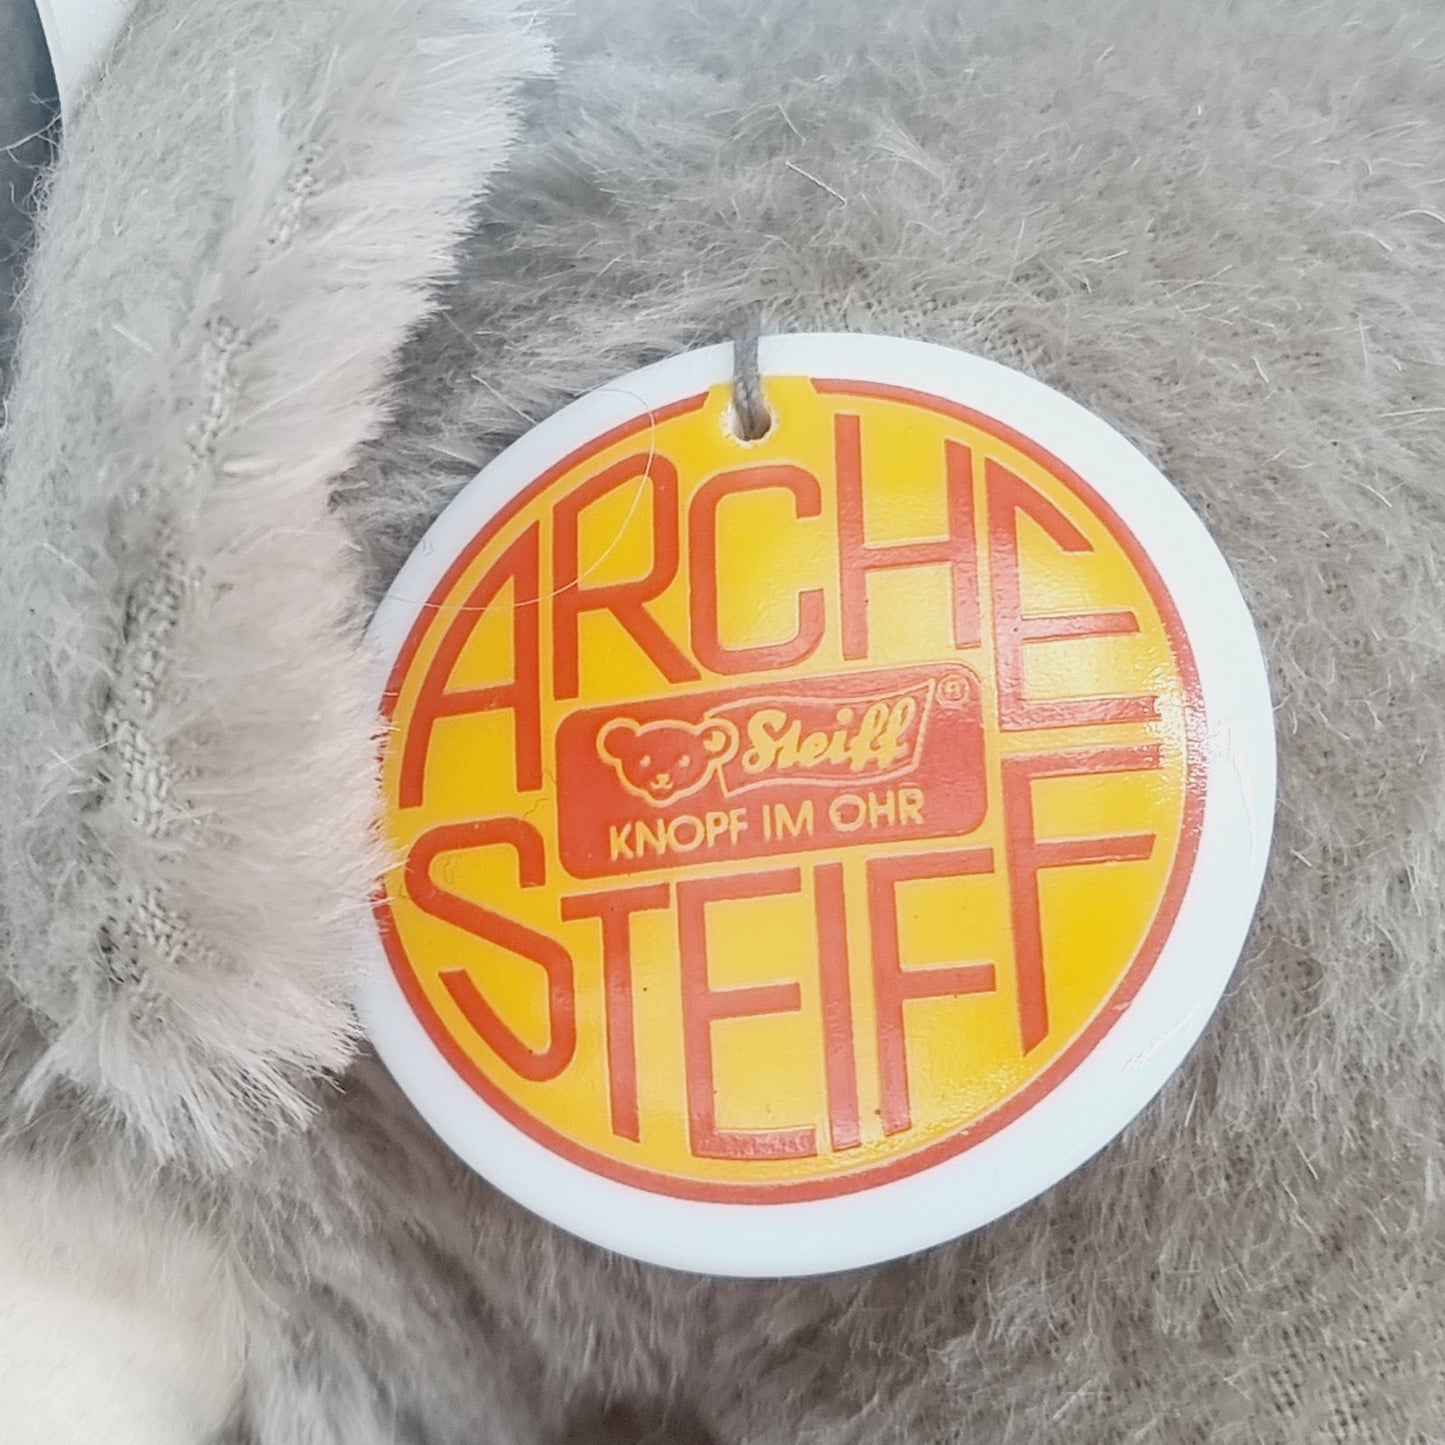 ARCHE
Steiff ®
KNOPF IM OHR
STEIFF